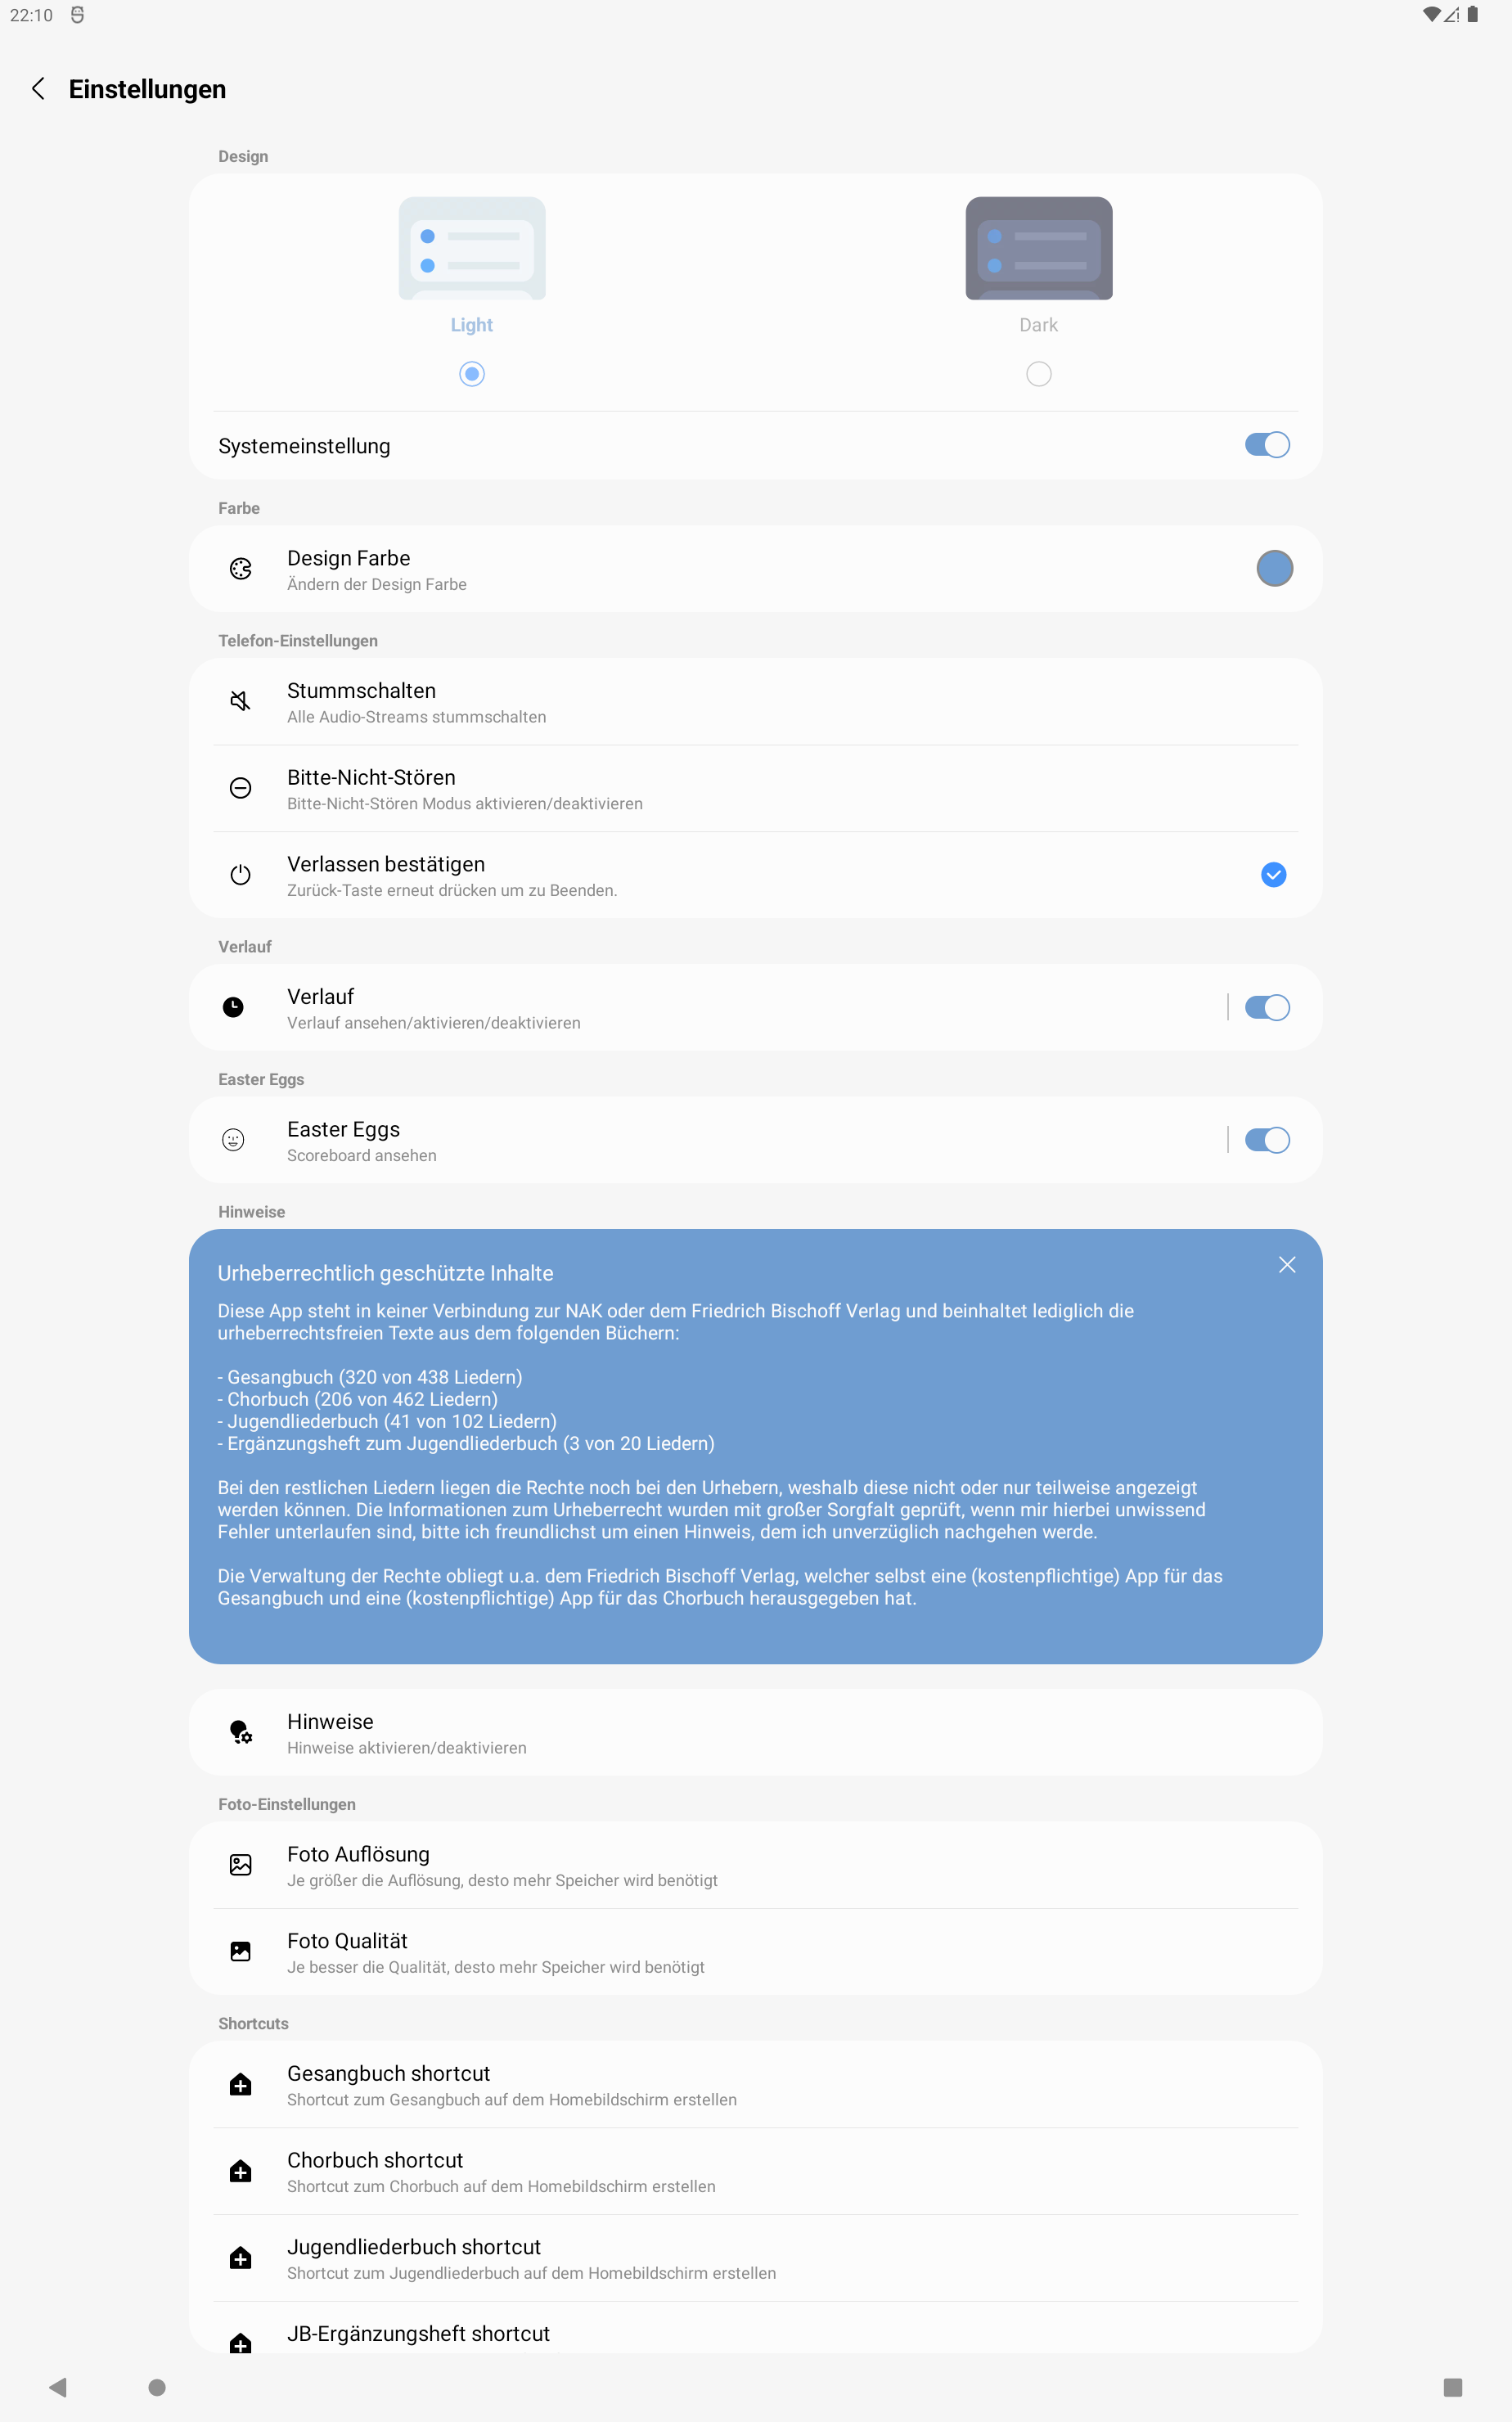 22:10
Einstellungen
Design
Light
Dark
Systemeinstellung
Farbe
Design Farbe
Ändern der Design Farbe
Telefon-Einstellungen
Stummschalten
Alle Audio-Streams stummschalten
Bitte-Nicht-Stören
Bitte-Nicht-Stören Modus aktivieren/deaktivieren
Verlassen bestätigen
Zurück-Taste erneut drücken um zu Beenden.
Verlauf
Verlauf
Verlauf ansehen/aktivieren/deaktivieren
Easter Eggs
Easter Eggs
Scoreboard ansehen
Hinweise
Urheberrechtlich geschützte Inhalte
Diese App steht in keiner Verbindung zur NAK oder dem Friedrich Bischoff Verlag und beinhaltet lediglich die
urheberrechtsfreien Texte aus dem folgenden Büchern:
- Gesangbuch (320 von 438 Liedern)
- Chorbuch (206 von 462 Liedern)
- Jugendliederbuch (41 von 102 Liedern)
- Ergänzungsheft zum Jugendliederbuch (3 von 20 Liedern)
Bei den restlichen Liedern liegen die Rechte noch bei den Urhebern, weshalb diese nicht oder nur teilweise angezeigt
werden können. Die Informationen zum Urheberrecht wurden mit großer Sorgfalt geprüft, wenn mir hierbei unwissend
Fehler unterlaufen sind, bitte ich freundlichst um einen Hinweis, dem ich unverzüglich nachgehen werde.
Die Verwaltung der Rechte obliegt u.a. dem Friedrich Bischoff Verlag, welcher selbst eine (kostenpflichtige) App für das
Gesangbuch und eine (kostenpflichtige) App für das Chorbuch herausgegeben hat.
Hinweise
Hinweise aktivieren/deaktivieren
Foto-Einstellungen
Foto Auflösung
Je größer die Auflösung, desto mehr Speicher wird benötigt
Foto Qualität
Je besser die Qualität, desto mehr Speicher wird benötigt
Shortcuts
Gesangbuch shortcut
Shortcut zum Gesangbuch auf dem Homebildschirm erstellen
Chorbuch shortcut
Shortcut zum Chorbuch auf dem Homebildschirm erstellen
Jugendliederbuch shortcut
Shortcut zum Jugendliederbuch auf dem Homebildschirm erstellen
JB-Ergänzungsheft shortcut